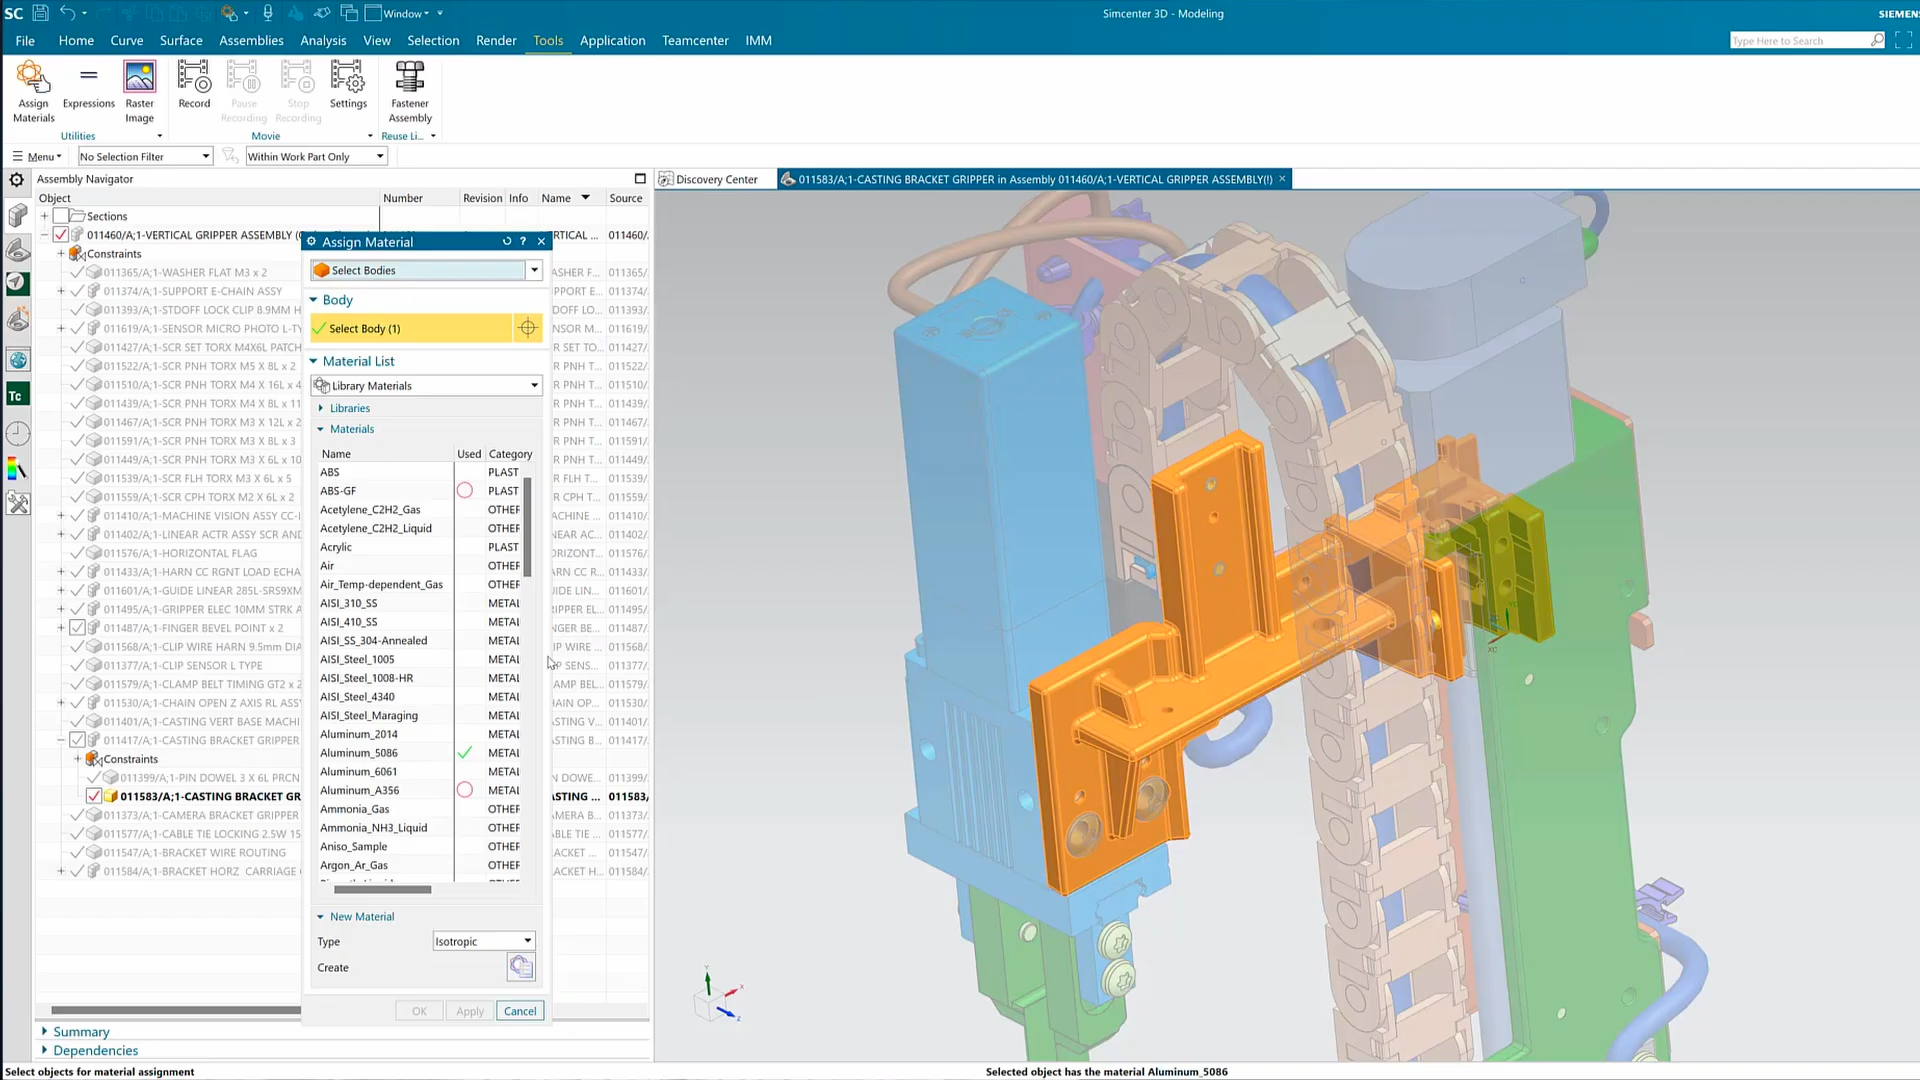 SC Window Simcenter 3D - Modeling SIEMENS
File Home Curve Surface Assemblies Analysis View Selection Render Tools Application Teamcenter IMM Type Here to Search
Assign Materials
Expressions
Raster Image
Record
Pause Recording
Stop Recording
Settings
Fastener Assembly
Utilities Movie Reuse Li...
Menu No Selection Filter Within Work Part Only
Assembly Navigator
Discovery Center 011583/A;1-CASTING BRACKET GRIPPER in Assembly 011460/A;1-VERTICAL GRIPPER ASSEMBLY(!)
Object Number Revision Info Name Source
Sections
011460/A;1-VERTICAL GRIPPER ASSEMBLY ( RTICAL ... 011460/
Constraints
011365/A;1-WASHER FLAT M3 x 2 ASHER F... 011365/
011374/A;1-SUPPORT E-CHAIN ASSY 011374/
011393/A;1-STDOFF LOCK CLIP 8.9MM H 011393/
011619/A;1-SENSOR MICRO PHOTO L-TY 011619/
011427/A;1-SCR SET TORX M4X6L PATCH 011427/
011522/A;1-SCR PNH TORX M5 X 8L x 2 R PNH T... 011522/
011510/A;1-SCR PNH TORX M4 X 16L x 4 R PNH T... 011510/
011439/A;1-SCR PNH TORX M4 X 8L x 11 R PNH T... 011439/
011467/A;1-SCR PNH TORX M3 X 12L x 2 R PNH T... 011467/
011591/A;1-SCR PNH TORX M3 X 8L x 3 R PNH T... 011591/
011449/A;1-SCR PNH TORX M3 X 6L x 10 R PNH T... 011449/
011539/A;1-SCR FLH TORX M3 X 6L x 5 R FLH T... 011539/
011559/A;1-SCR CPH TORX M2 X 6L x 2 R CPH T... 011559/
011410/A;1-MACHINE VISION ASSY CC-I ACHINE ... 011410/
011402/A;1-LINEAR ACTR ASSY SCR AND NEAR AC... 011402/
011576/A;1-HORIZONTAL FLAG ORIZONT... 011576/
011433/A;1-HARN CC RGNT LOAD ECHA 011433/
011601/A;1-GUIDE LINEAR 285L-SRS9XM 011601/
011495/A;1-GRIPPER ELEC 10MM STRK A 011495/
011487/A;1-FINGER BEVEL POINT x 2 011487/
011568/A;1-CLIP WIRE HARN 9.5mm DIA 011568/
011377/A;1-CLIP SENSOR L TYPE 011377/
011579/A;1-CLAMP BELT TIMING GT2 x 2 011579/
011530/A;1-CHAIN OPEN Z AXIS RL ASSY 011530/
011401/A;1-CASTING VERT BASE MACHI 011401/
011417/A;1-CASTING BRACKET GRIPPER 011417/
Constraints
011399/A;1-PIN DOWEL 3 X 6L PRCN 011399/
011583/A;1-CASTING BRACKET GR ASTING ... 011583/
011373/A;1-CAMERA BRACKET GRIPPER 011373/
011577/A;1-CABLE TIE LOCKING 2.5W 15 011577/
011547/A;1-BRACKET WIRE ROUTING 011547/
011584/A;1-BRACKET HORZ CARRIAGE 011584/
Summary
Dependencies
Assign Material ?
Select Bodies
Body
Select Body (1)
Material List
Library Materials
Libraries
Materials
Name Used Category
ABS PLAST
ABS-GF PLAST
Acetylene_C2H2_Gas OTHER
Acetylene_C2H2_Liquid OTHER
Acrylic PLAST
Air OTHER
Air_Temp-dependent_Gas OTHER
AISI_310_SS METAL
AISI_410_SS METAL
AISI_SS_304-Annealed METAL
AISI_Steel_1005 METAL
AISI_Steel_1008-HR METAL
AISI_Steel_4340 METAL
AISI_Steel_Maraging METAL
Aluminum_2014 METAL
Aluminum_5086 METAL
Aluminum_6061 METAL
Aluminum_A356 METAL
Ammonia_Gas OTHER
Ammonia_NH3_Liquid OTHER
Aniso_Sample OTHER
Argon_Ar_Gas OTHER
New Material
Type Isotropic
Create
OK Apply Cancel
Tc
Select objects for material assignment Selected object has the material Aluminum_5086